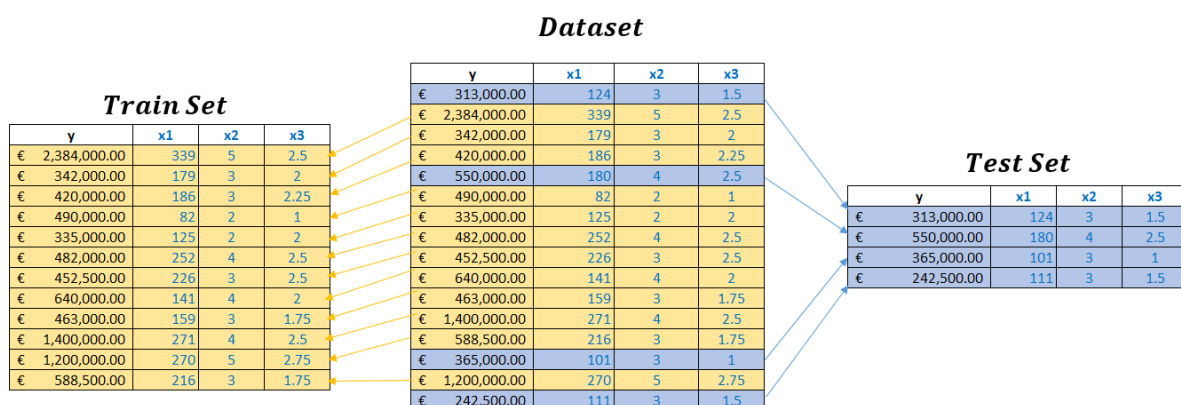 Dataset
y x1 x2 x3
€ 313,000.00 124 3 1.5
€ 2,384,000.00 339 5 2.5
€ 342,000.00 179 3 2
€ 420,000.00 186 3 2.25
€ 550,000.00 180 4 2.5
€ 490,000.00 82 2 1
€ 335,000.00 125 2 2
€ 482,000.00 252 4 2.5
€ 452,500.00 226 3 2.5
€ 640,000.00 141 4 2
€ 463,000.00 159 3 1.75
€ 1,400,000.00 271 4 2.5
€ 588,500.00 216 3 1.75
€ 365,000.00 101 3 1
€ 1,200,000.00 270 5 2.75
€ 242,500.00 111 3 1.5
Train Set
y x1 x2 x3
€ 2,384,000.00 339 5 2.5
€ 342,000.00 179 3 2
€ 420,000.00 186 3 2.25
€ 490,000.00 82 2 1
€ 335,000.00 125 2 2
€ 482,000.00 252 4 2.5
€ 452,500.00 226 3 2.5
€ 640,000.00 141 4 2
€ 463,000.00 159 3 1.75
€ 1,400,000.00 271 4 2.5
€ 1,200,000.00 270 5 2.75
€ 588,500.00 216 3 1.75
Test Set
y x1 x2 x3
€ 313,000.00 124 3 1.5
€ 550,000.00 180 4 2.5
€ 365,000.00 101 3 1
€ 242,500.00 111 3 1.5